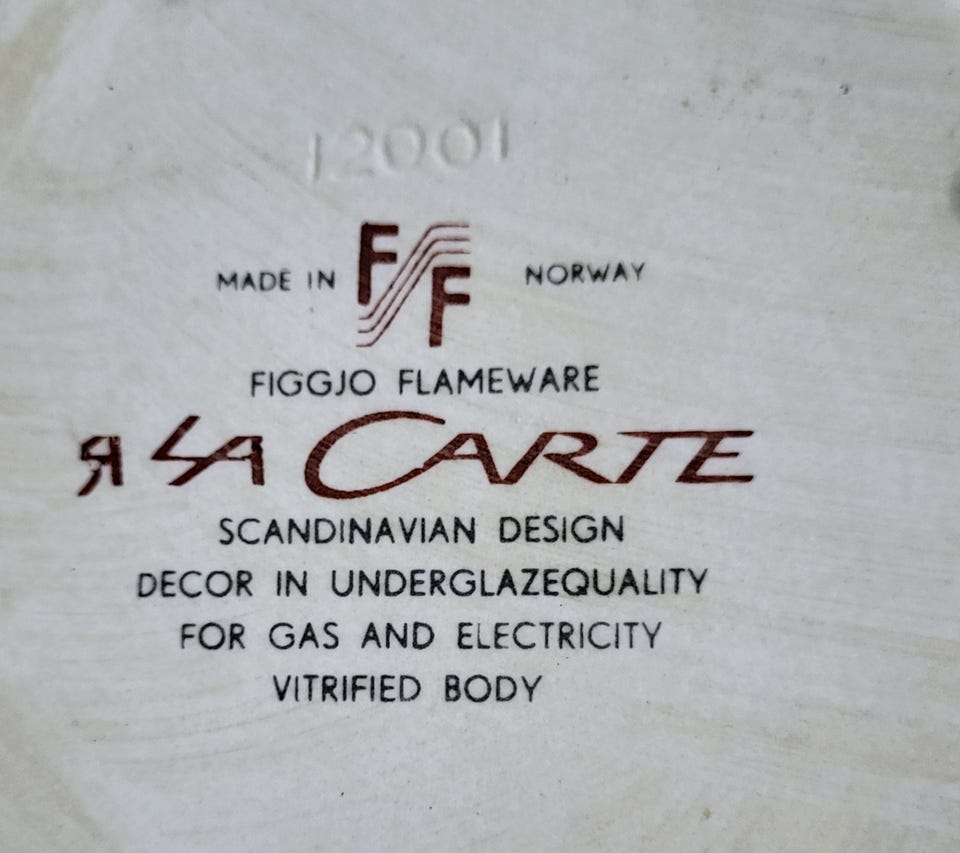 12001
MADE IN FF NORWAY
FIGGJO FLAMEWARE
Я LA CARTE
SCANDINAVIAN DESIGN
DECOR IN UNDERGLAZEQUALITY
FOR GAS AND ELECTRICITY
VITRIFIED BODY